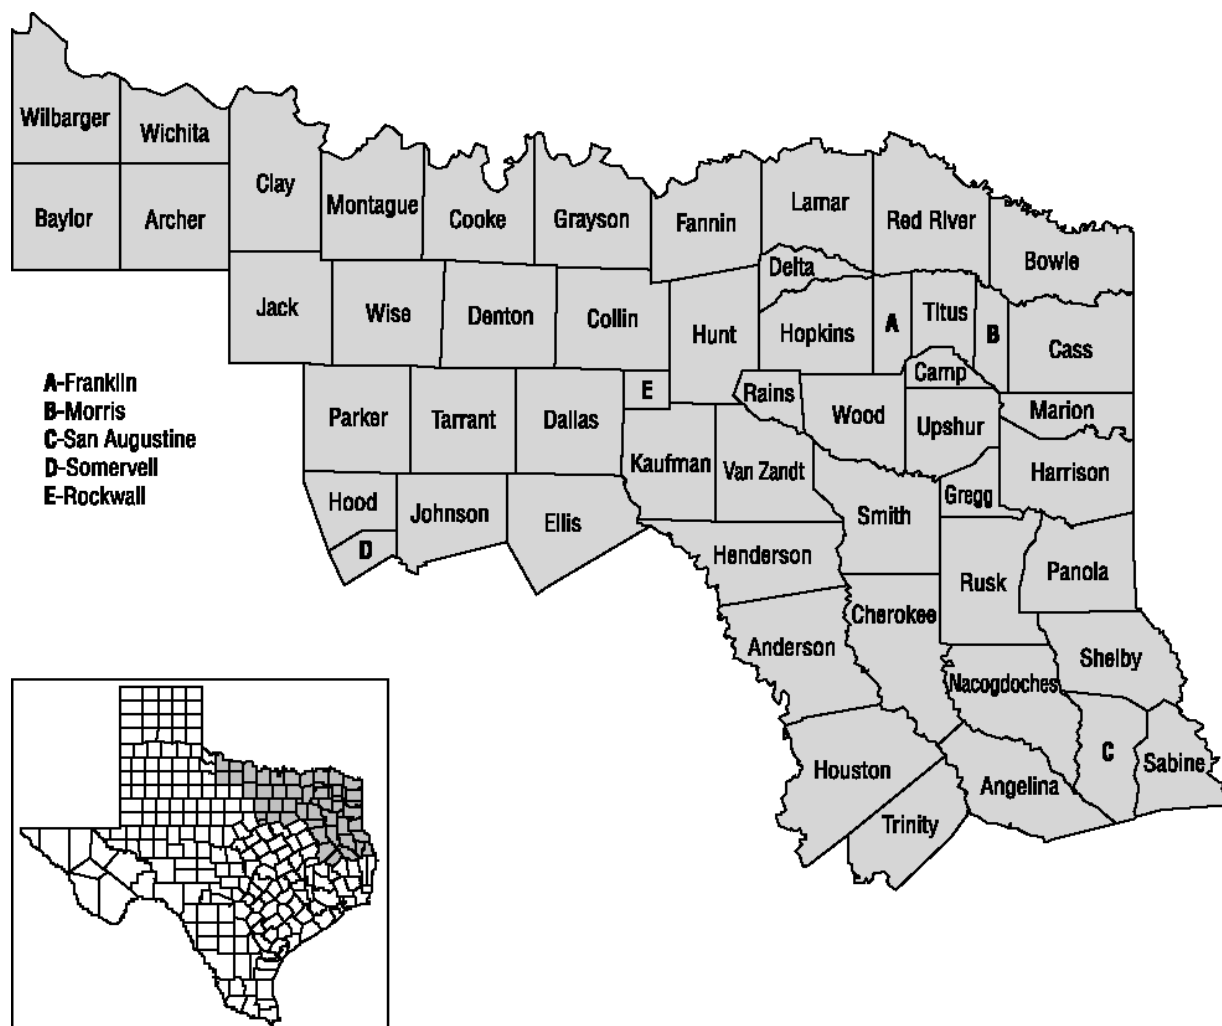 Wilbarger
Wichita
Clay
Baylor
Archer
Montague
Cooke
Grayson
Fannin
Lamar
Red River
Bowle
Delta
Jack
Wise
Denton
Collin
Hunt
Hopkins
A
Titus
B
Cass
A-Franklin
B-Morris
C-San Augustine
D-Somervell
E-Rockwall
Parker
Tarrant
Dallas
E
Rains
Wood
Camp
Upshur
Marion
Kaufman
Van Zandt
Harrison
Hood
Johnson
Ellis
Smith
Gregg
D
Henderson
Rusk
Panola
Anderson
Cherokee
Shelby
Nacogdoches
Houston
Angelina
C
Sabine
Trinity